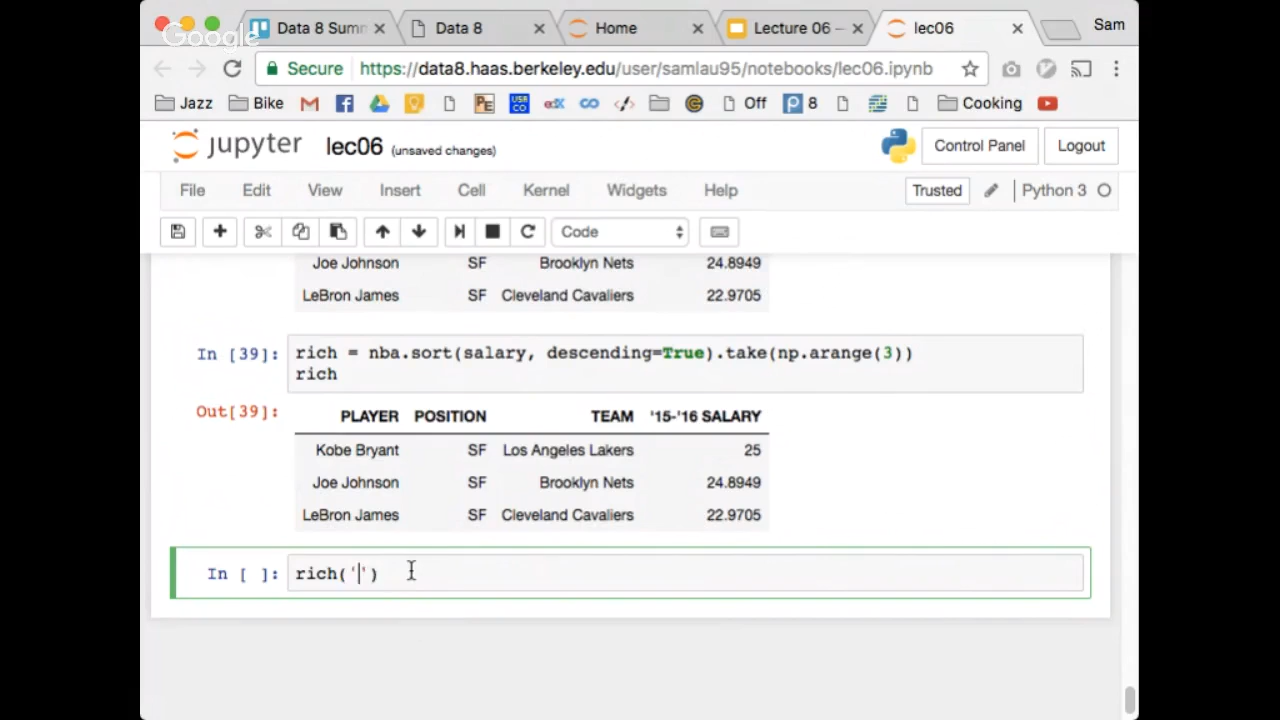 Google
Data 8 Sumn
Data 8
Home
Lecture 06 –
lec06
Sam
Secure
https://data8.haas.berkeley.edu/user/samlau95/notebooks/lec06.ipynb
Jazz
Bike
PE
USR
CO
edX
Off
P 8
Cooking
jupyter lec06 (unsaved changes)
Control Panel
Logout
File Edit View Insert Cell Kernel Widgets Help
Trusted
Python 3
Code
Joe Johnson SF Brooklyn Nets 24.8949
LeBron James SF Cleveland Cavaliers 22.9705
In [39]: rich = nba.sort(salary, descending=True).take(np.arange(3))
rich
Out[39]:
PLAYER POSITION TEAM '15-'16 SALARY
Kobe Bryant SF Los Angeles Lakers 25
Joe Johnson SF Brooklyn Nets 24.8949
LeBron James SF Cleveland Cavaliers 22.9705
In [ ]: rich('')